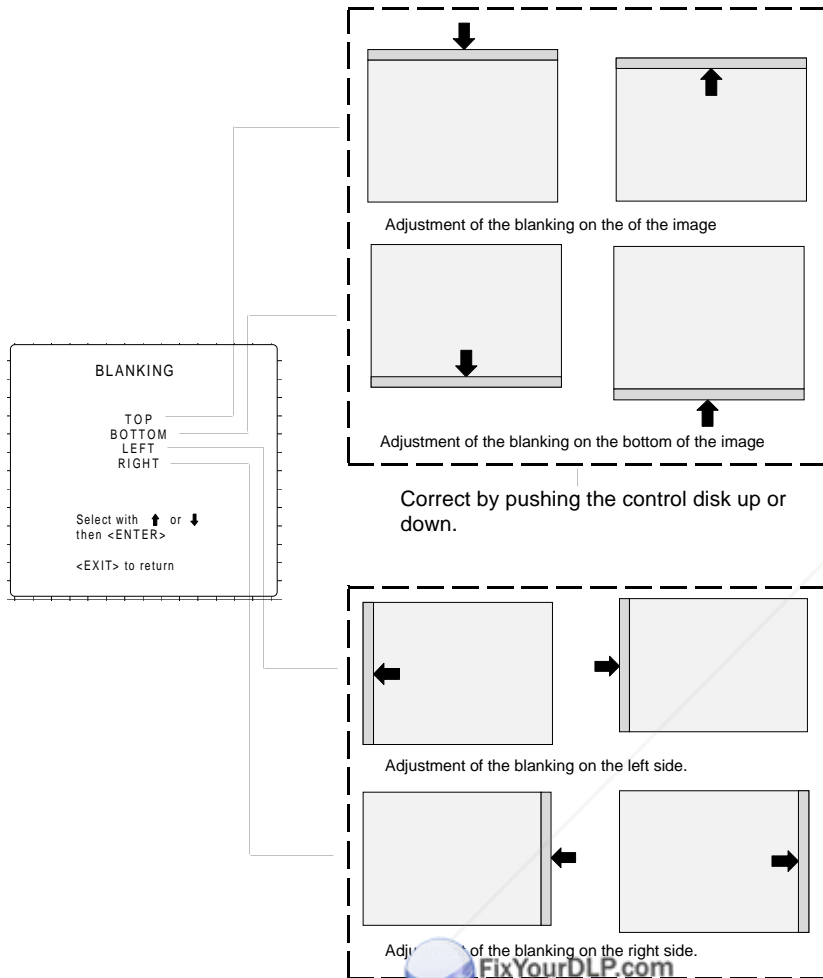 BLANKING
TOP
BOTTOM
LEFT
RIGHT
Select with ⬆ or ⬇
then <ENTER>
<EXIT> to return
Adjustment of the blanking on the of the image
Adjustment of the blanking on the bottom of the image
Correct by pushing the control disk up or
down.
Adjustment of the blanking on the left side.
of the blanking on the right side.
FixYourDLP.com